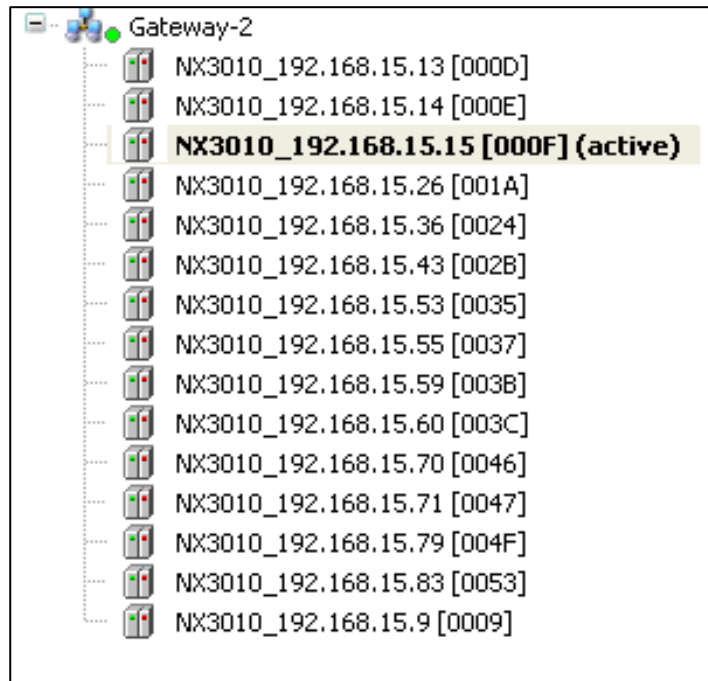 Gateway-2
NX3010_192.168.15.13 [000D]
NX3010_192.168.15.14 [000E]
NX3010_192.168.15.15 [000F] (active)
NX3010_192.168.15.26 [001A]
NX3010_192.168.15.36 [0024]
NX3010_192.168.15.43 [002B]
NX3010_192.168.15.53 [0035]
NX3010_192.168.15.55 [0037]
NX3010_192.168.15.59 [003B]
NX3010_192.168.15.60 [003C]
NX3010_192.168.15.70 [0046]
NX3010_192.168.15.71 [0047]
NX3010_192.168.15.79 [004F]
NX3010_192.168.15.83 [0053]
NX3010_192.168.15.9 [0009]